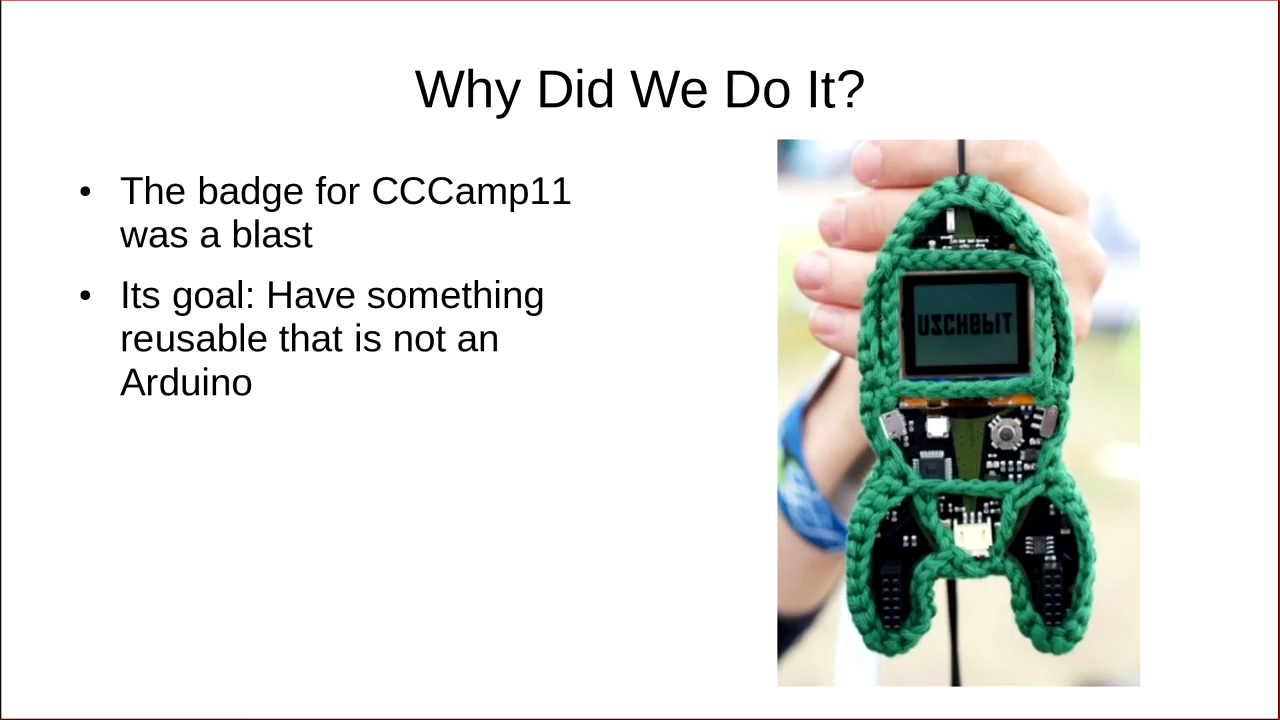 Why Did We Do It?
• The badge for CCCamp11
was a blast
• Its goal: Have something
reusable that is not an
Arduino